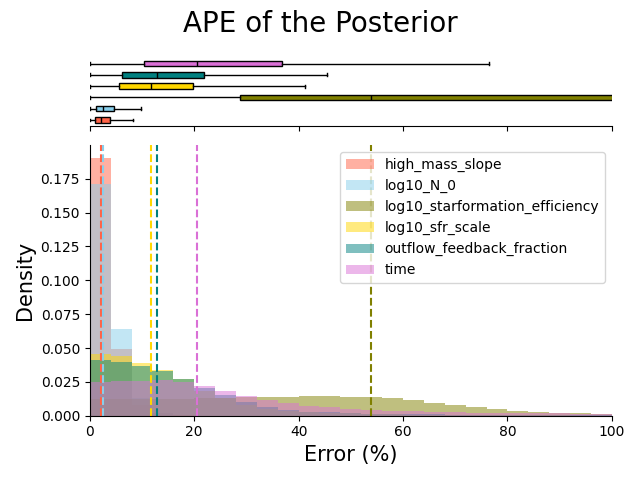 APE of the Posterior
high_mass_slope
log10_N_0
log10_starformation_efficiency
log10_sfr_scale
outflow_feedback_fraction
time
Density
0.175
0.150
0.125
0.100
0.075
0.050
0.025
0.000
0 20 40 60 80 100
Error (%)